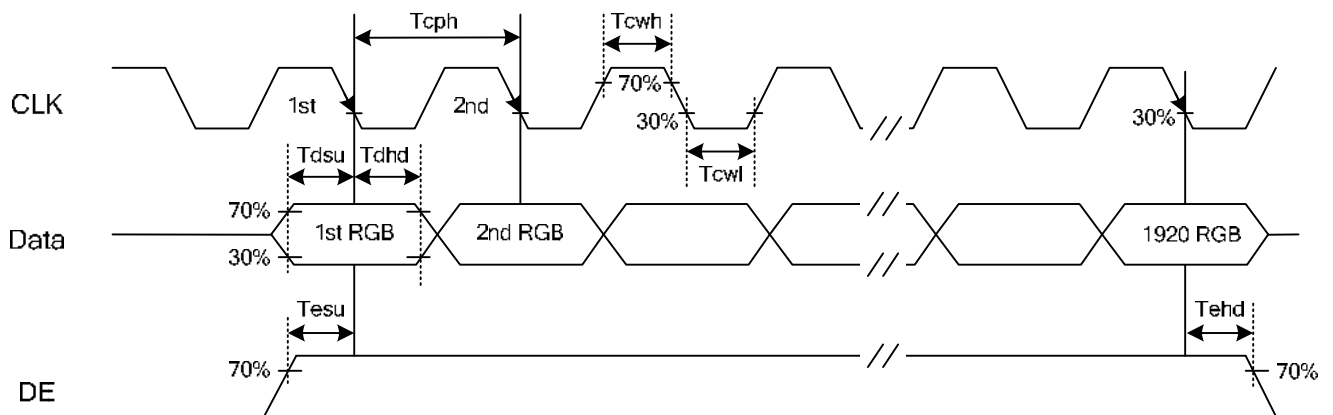 Tcph
Tcwh
CLK
1st
2nd
70%
30%
30%
Tcwl
Tdsu
Tdhd
Data
70%
30%
1st RGB
2nd RGB
1920 RGB
Tesu
Tehd
DE
70%
70%